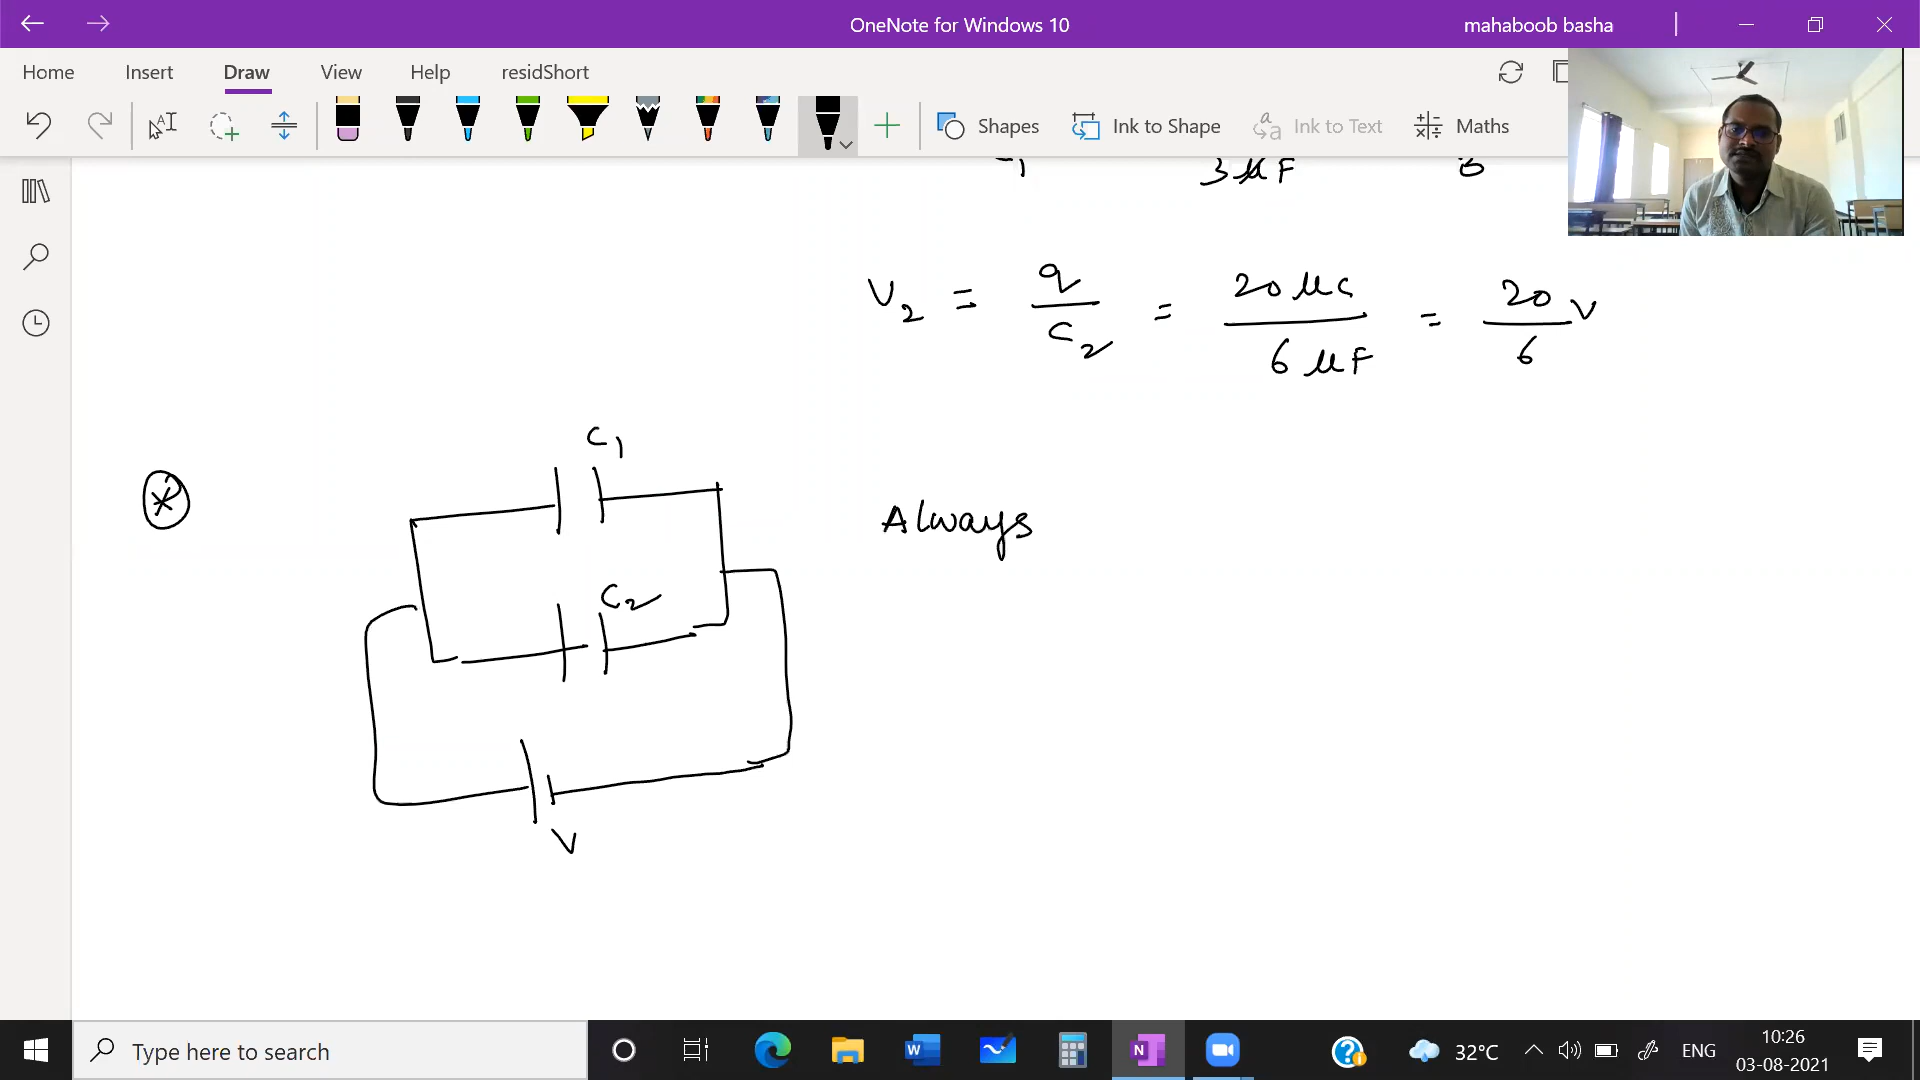 OneNote for Windows 10
mahaboob basha
Home Insert Draw View Help residShort
Shapes Ink to Shape Ink to Text Maths
3 μF
V2 = q/C2 = 20 μC / 6 μF = 20/6 V
C1
Always
C2
V
Type here to search
32°C ENG 10:26
03-08-2021